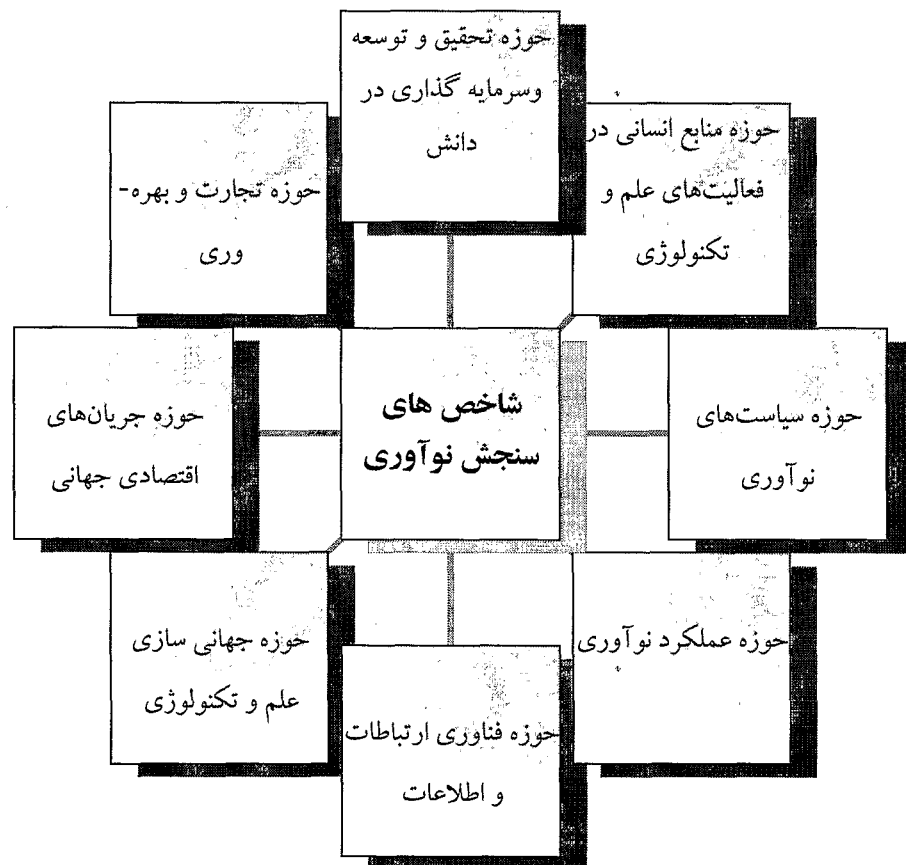 حوزه تحقیق و توسعه
وسرمایه گذاری در
دانش
حوزه منابع انسانی در
فعالیت‌های علم و
تکنولوژی
حوزه سیاست‌های
نوآوری
حوزه عملکرد نوآوری
حوزه فناوری ارتباطات
و اطلاعات
حوزه جهانی سازی
علم و تکنولوژی
حوزه جریان‌های
اقتصادی جهانی
حوزه تجارت و بهره-
وری
شاخص های
سنجش نوآوری